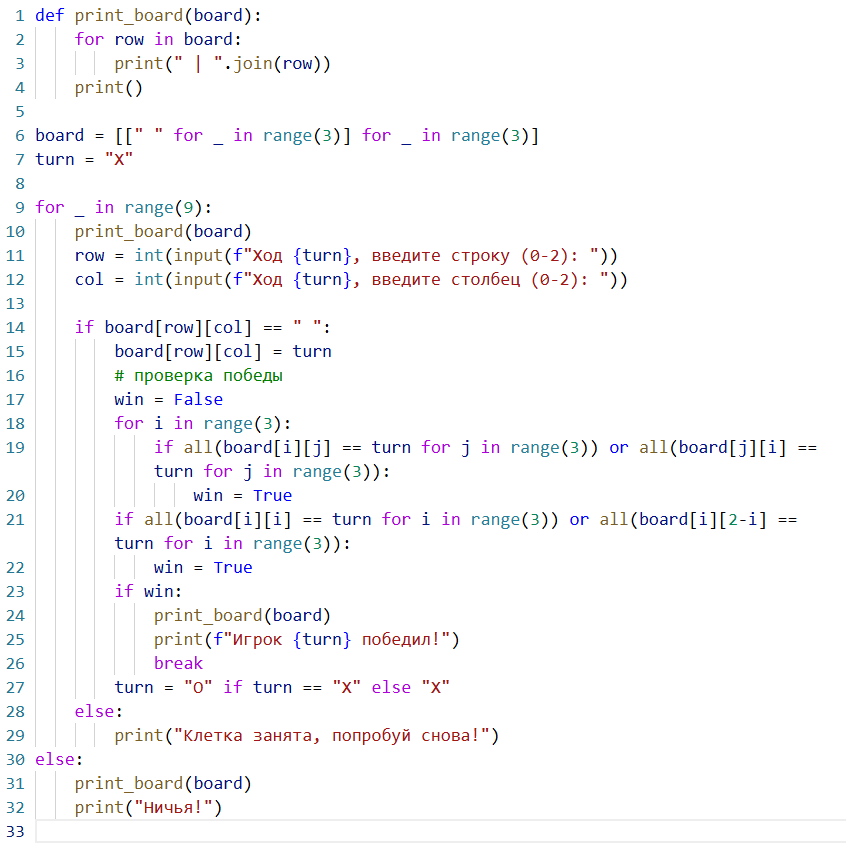 1 def print_board(board):
2     for row in board:
3         print(" | ".join(row))
4     print()
5
6 board = [[" " for _ in range(3)] for _ in range(3)]
7 turn = "X"
8
9 for _ in range(9):
10     print_board(board)
11     row = int(input(f"Ход {turn}, введите строку (0-2): "))
12     col = int(input(f"Ход {turn}, введите столбец (0-2): "))
13
14     if board[row][col] == " ":
15         board[row][col] = turn
16         # проверка победы
17         win = False
18         for i in range(3):
19             if all(board[i][j] == turn for j in range(3)) or all(board[j][i] ==
            turn for j in range(3)):
20                 win = True
21         if all(board[i][i] == turn for i in range(3)) or all(board[i][2-i] ==
        turn for i in range(3)):
22             win = True
23         if win:
24             print_board(board)
25             print(f"Игрок {turn} победил!")
26             break
27         turn = "O" if turn == "X" else "X"
28     else:
29         print("Клетка занята, попробуй снова!")
30 else:
31     print_board(board)
32     print("Ничья!")
33